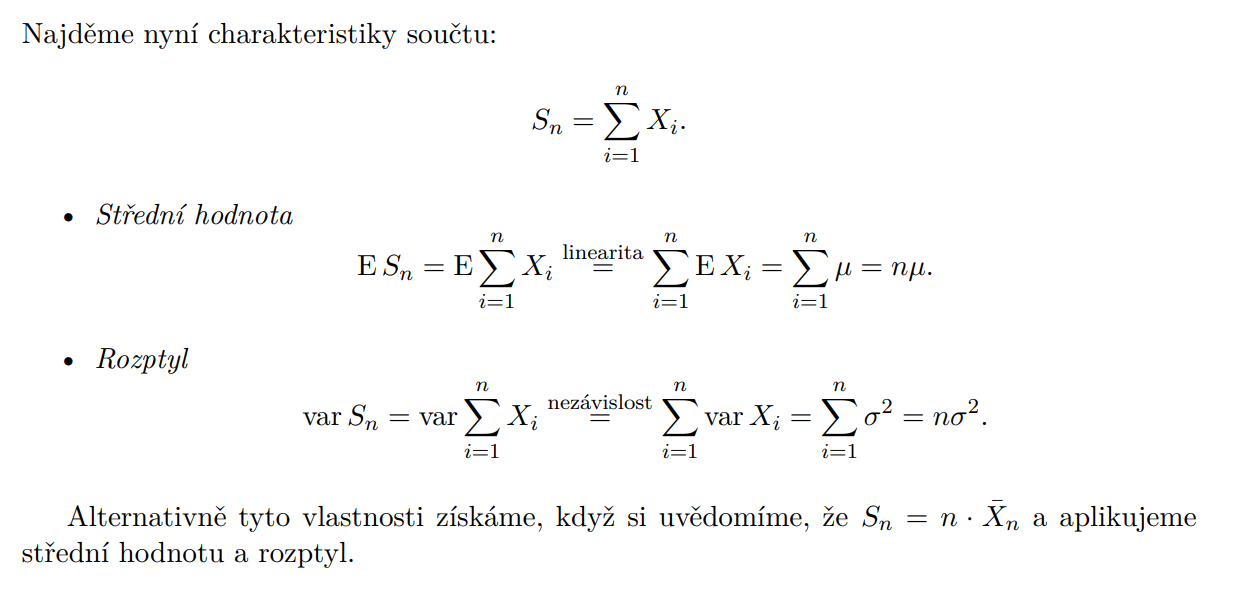 Najděme nyní charakteristiky součtu:
$S_n = \sum_{i=1}^{n} X_i.$
• Střední hodnota
$\mathrm{E}\, S_n = \mathrm{E} \sum_{i=1}^{n} X_i \overset{\text{linearita}}{=} \sum_{i=1}^{n} \mathrm{E}\, X_i = \sum_{i=1}^{n} \mu = n\mu.$
• Rozptyl
$\operatorname{var} S_n = \operatorname{var} \sum_{i=1}^{n} X_i \overset{\text{nezávislost}}{=} \sum_{i=1}^{n} \operatorname{var} X_i = \sum_{i=1}^{n} \sigma^2 = n\sigma^2.$
Alternativně tyto vlastnosti získáme, když si uvědomíme, že $S_n = n \cdot \bar{X}_n$ a aplikujeme
střední hodnotu a rozptyl.